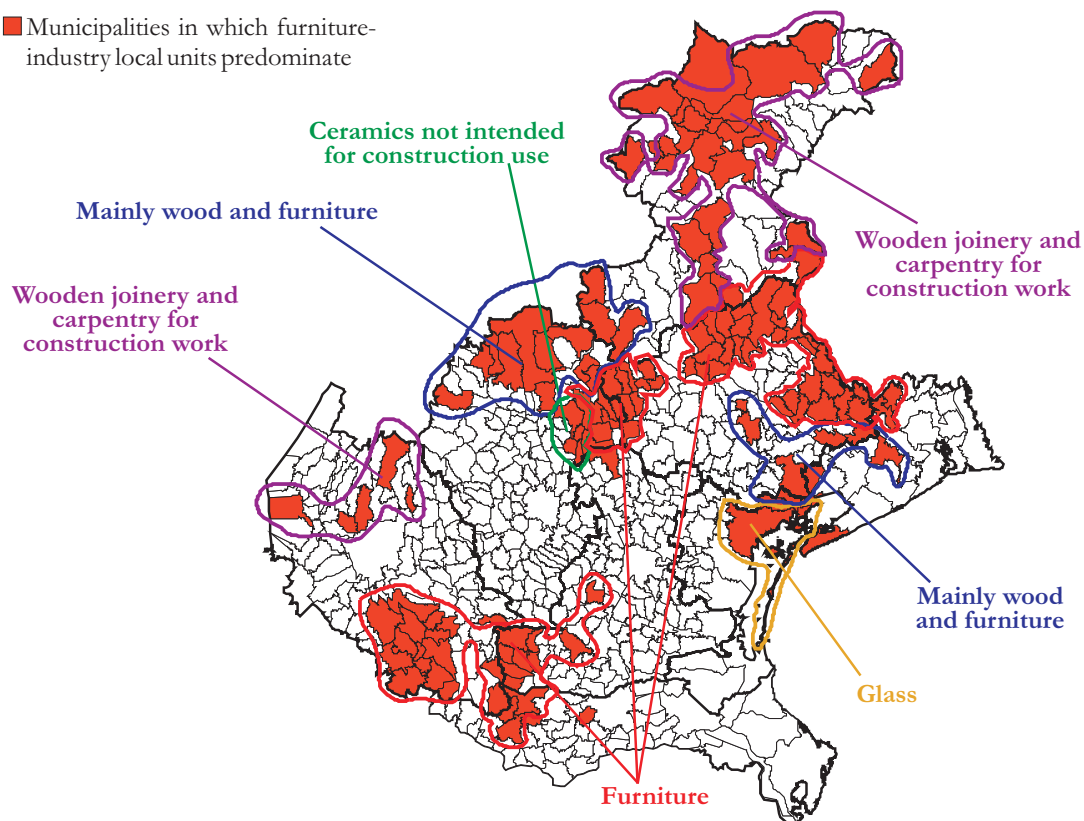 Municipalities in which furniture-
industry local units predominate
Ceramics not intended
for construction use
Mainly wood and furniture
Wooden joinery and
carpentry for
construction work
Wooden joinery and
carpentry for
construction work
Mainly wood
and furniture
Glass
Furniture